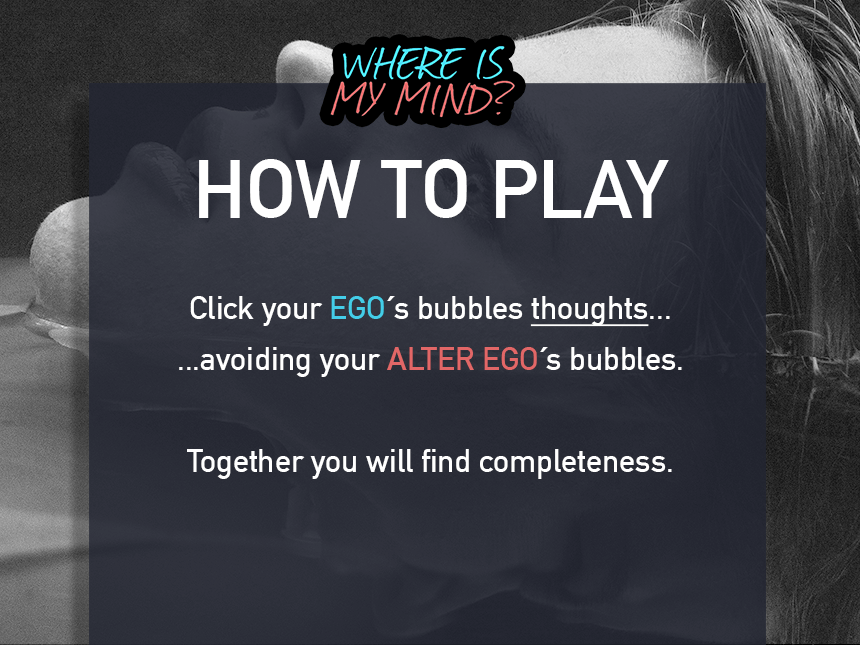 WHERE IS
MY MIND?
HOW TO PLAY
Click your EGO´s bubbles thoughts...
...avoiding your ALTER EGO´s bubbles.
Together you will find completeness.